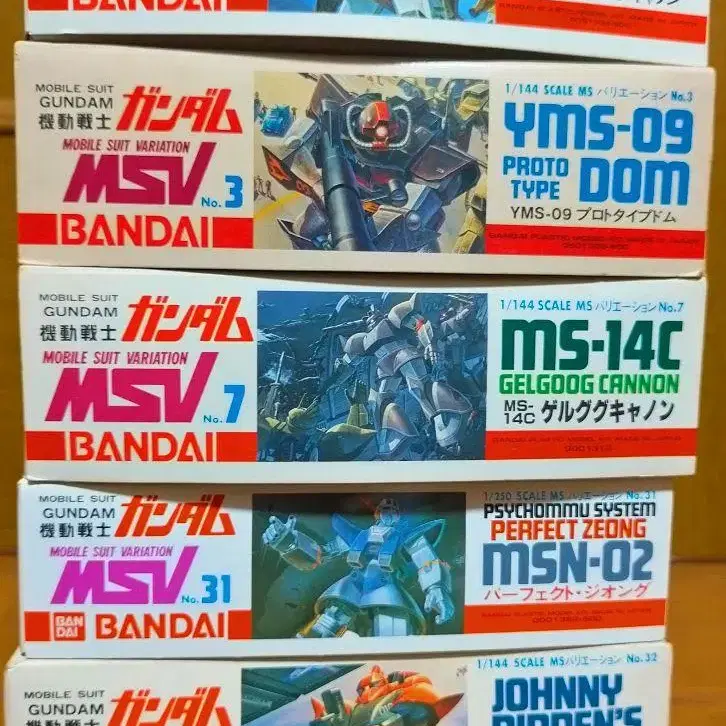 BANDAI
MOBILE SUIT
GUNDAM
機動戦士 ガンダム
MOBILE SUIT VARIATION
MSV No.3
BANDAI
1/144 SCALE MS バリエーション No.3
YMS-09
PROTO
TYPE DOM
YMS-09 プロトタイプドム
MOBILE SUIT
GUNDAM
機動戦士 ガンダム
MOBILE SUIT VARIATION
MSV No.7
BANDAI
1/144 SCALE MS バリエーション No.7
MS-14C
GELGOOG CANNON
MS-
14C ゲルググキャノン
MOBILE SUIT
GUNDAM
機動戦士 ガンダム
MOBILE SUIT VARIATION
MSV No.31
BAN
DAI BANDAI
1/250 SCALE MS バリエーション No.31
PSYCHOMMU SYSTEM
PERFECT ZEONG
MSN-02
パーフェクト・ジオング
MOBILE SUIT
GUNDAM
機動戦士 ガンダム
1/144 SCALE MS バリエーション No.32
JOHNNY